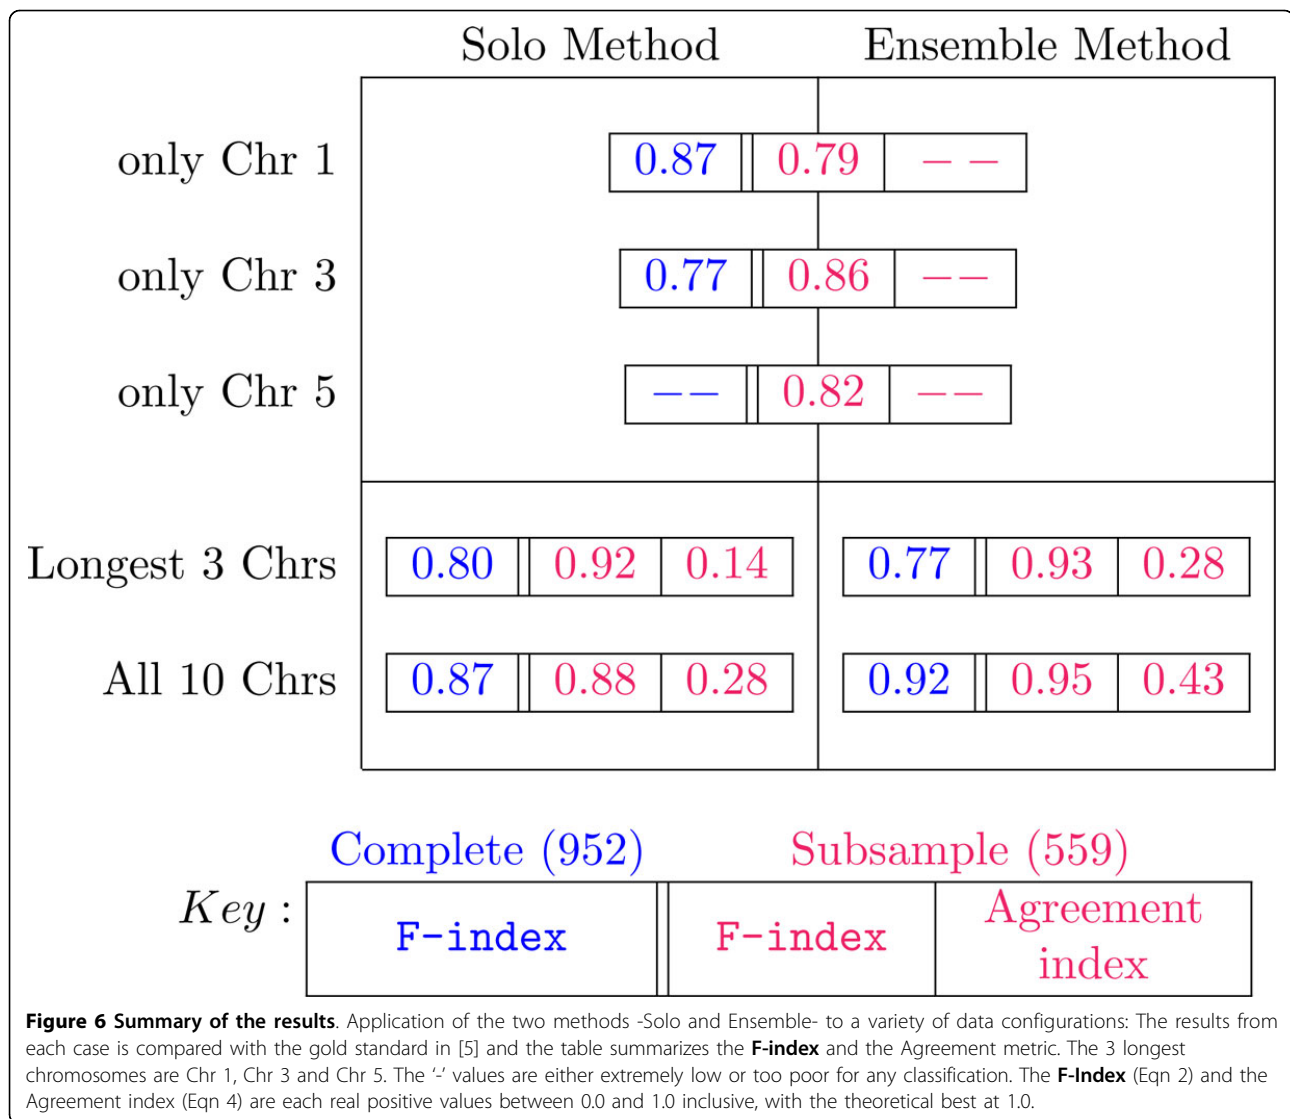 Solo Method Ensemble Method
only Chr 1 0.87 0.79 − −
only Chr 3 0.77 0.86 −−
only Chr 5 −− 0.82 −−
Longest 3 Chrs 0.80 0.92 0.14 0.77 0.93 0.28
All 10 Chrs 0.87 0.88 0.28 0.92 0.95 0.43
Complete (952) Subsample (559)
Key : F-index F-index Agreement
index
Figure 6 Summary of the results. Application of the two methods -Solo and Ensemble- to a variety of data configurations: The results from
each case is compared with the gold standard in [5] and the table summarizes the F-index and the Agreement metric. The 3 longest
chromosomes are Chr 1, Chr 3 and Chr 5. The ‘-’ values are either extremely low or too poor for any classification. The F-Index (Eqn 2) and the
Agreement index (Eqn 4) are each real positive values between 0.0 and 1.0 inclusive, with the theoretical best at 1.0.